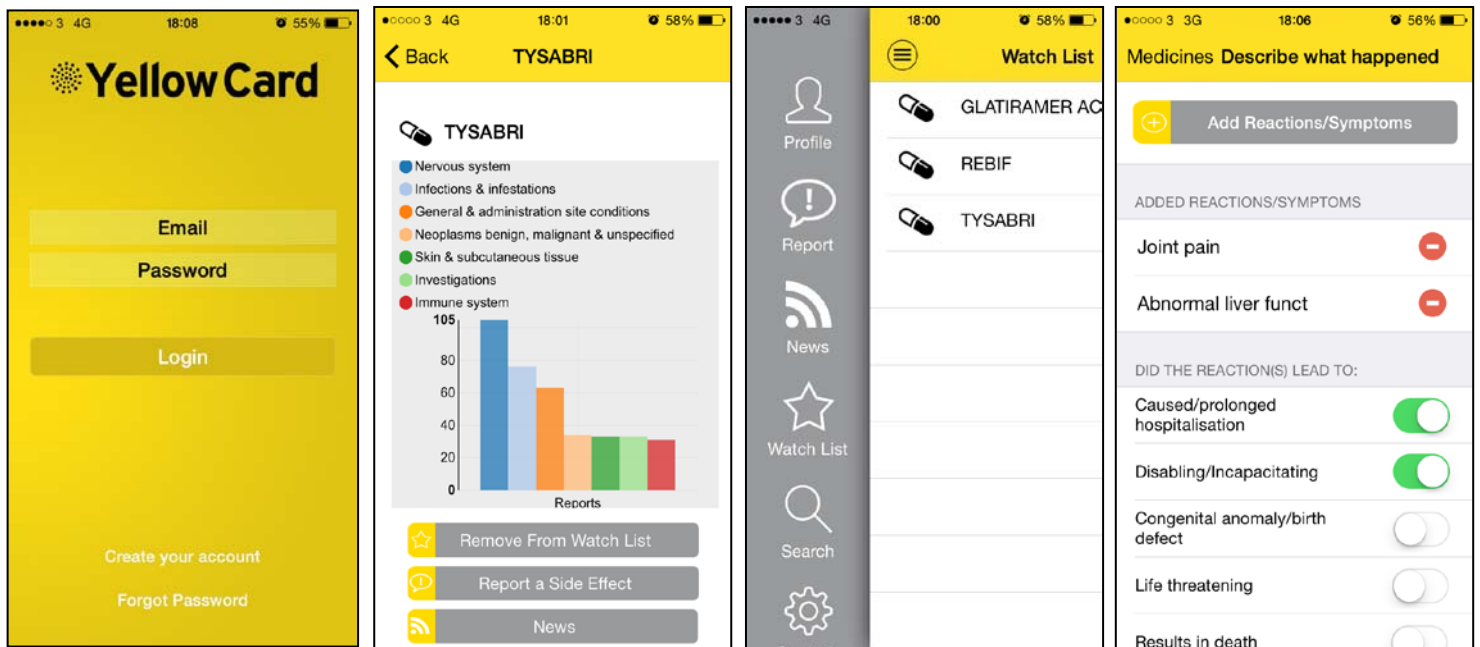 3 4G 18:08 55%
Yellow Card
Email
Password
Login
Create your account
Forgot Password
3 4G 18:01 58%
Back TYSABRI
TYSABRI
Nervous system
Infections & infestations
General & administration site conditions
Neoplasms benign, malignant & unspecified
Skin & subcutaneous tissue
Investigations
Immune system
105
80
60
40
20
0
Reports
Remove From Watch List
Report a Side Effect
News
3 4G 18:00 58%
Profile
Report
News
Watch List
Search
Watch List
GLATIRAMER AC
REBIF
TYSABRI
3 3G 18:06 56%
Medicines Describe what happened
Add Reactions/Symptoms
ADDED REACTIONS/SYMPTOMS
Joint pain
Abnormal liver funct
DID THE REACTION(S) LEAD TO:
Caused/prolonged
hospitalisation
Disabling/Incapacitating
Congenital anomaly/birth
defect
Life threatening
Results in death